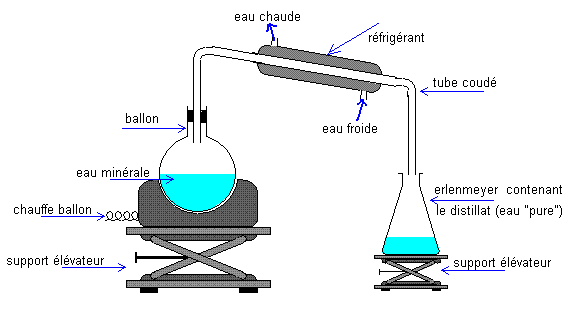 eau chaude
réfrigérant
tube coudé
ballon
eau froide
eau minérale
erlenmeyer contenant
le distillat (eau "pure")
chauffe ballon
support élévateur
support élévateur